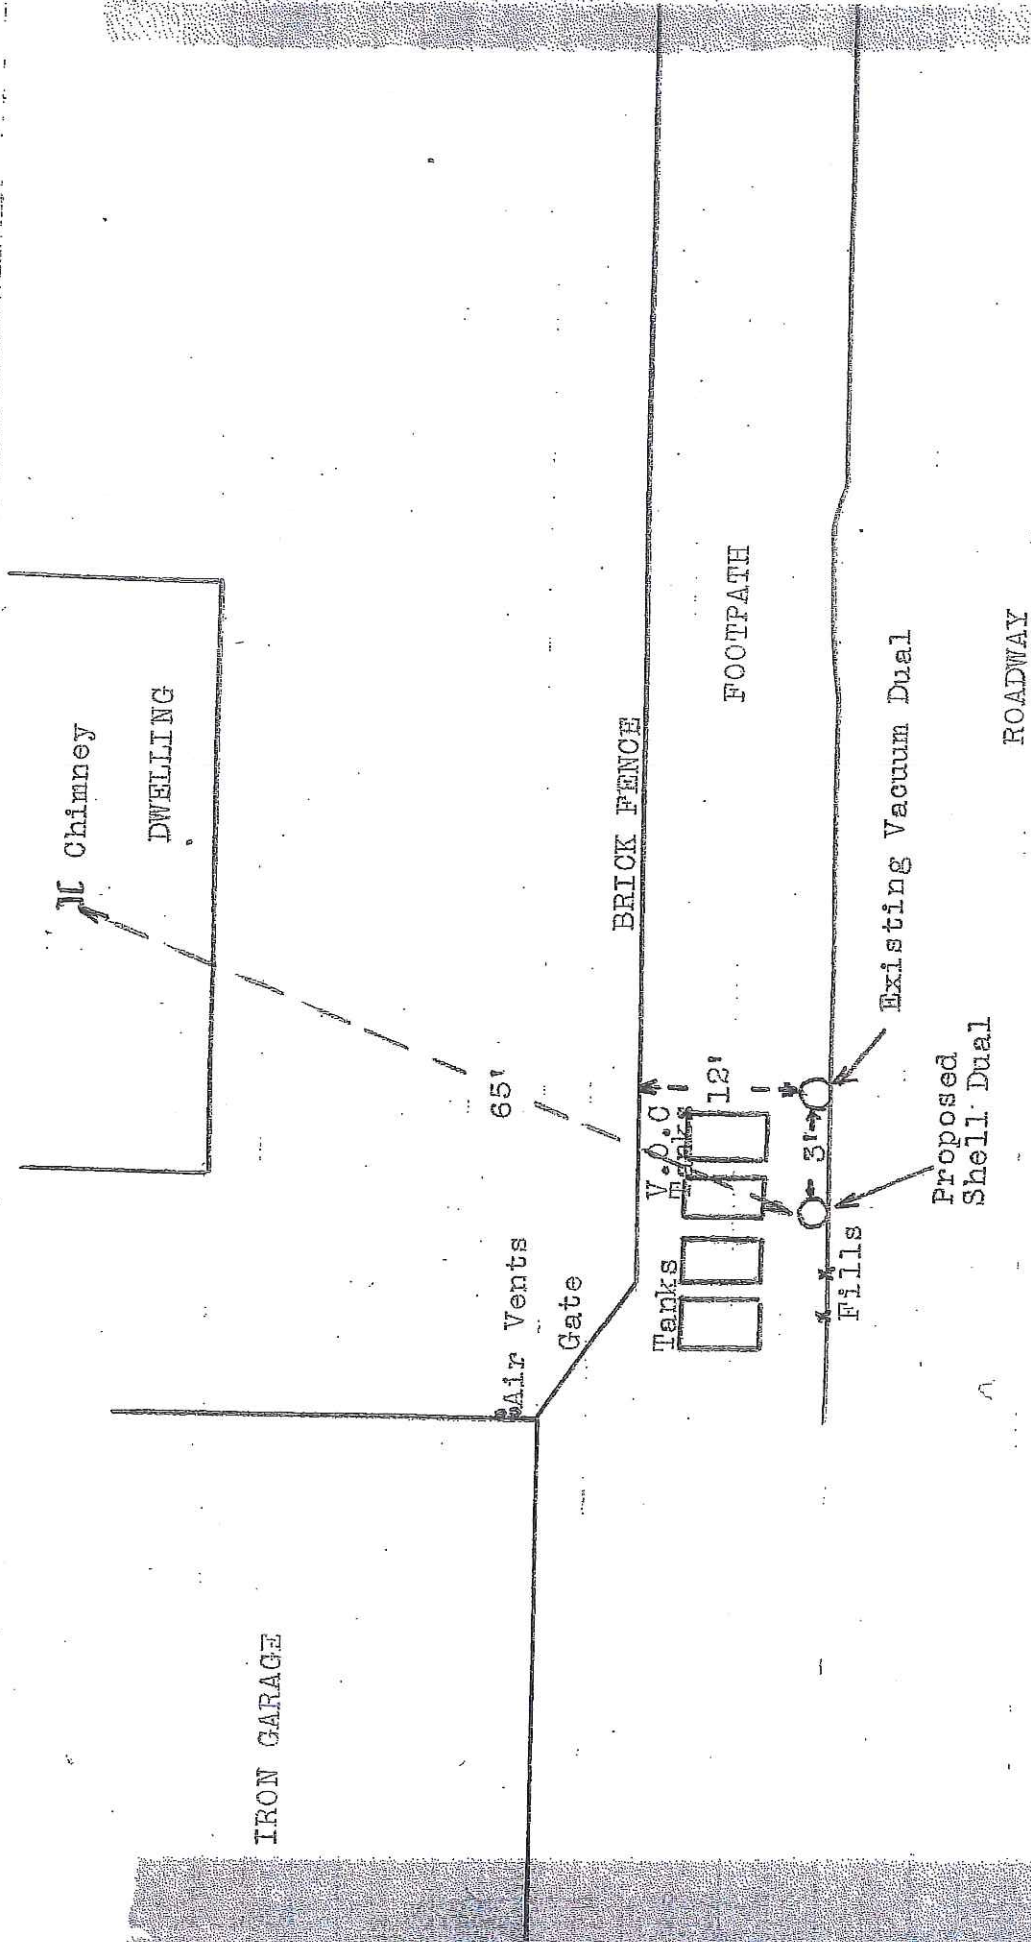 Chimney
DWELLING
IRON GARAGE
65'
Air Vents
Gate
BRICK FENCE
V.O.C
Tanks
Tanks
12'
FOOTPATH
3'
Fills
Existing Vacuum Dual
Proposed
Shell Dual
ROADWAY